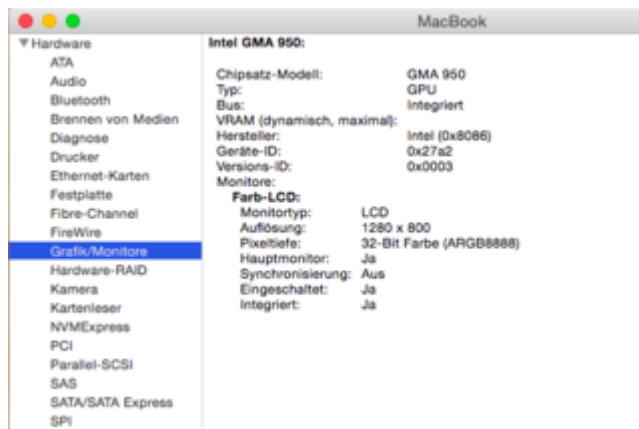 MacBook
Hardware
ATA
Audio
Bluetooth
Brennen von Medien
Diagnose
Drucker
Ethernet-Karten
Festplatte
Fibre-Channel
FireWire
Grafik/Monitore
Hardware-RAID
Kamera
Kartenleser
NVMExpress
PCI
Parallel-SCSI
SAS
SATA/SATA Express
SPI
Intel GMA 950:
Chipsatz-Modell: GMA 950
Typ: GPU
Bus: Integriert
VRAM (dynamisch, maximal):
Hersteller: Intel (0x8086)
Geräte-ID: 0x27a2
Versions-ID: 0x0003
Monitore:
Farb-LCD:
Monitortyp: LCD
Auflösung: 1280 x 800
Pixeltiefe: 32-Bit Farbe (ARGB8888)
Hauptmonitor: Ja
Synchronisierung: Aus
Eingeschaltet: Ja
Integriert: Ja